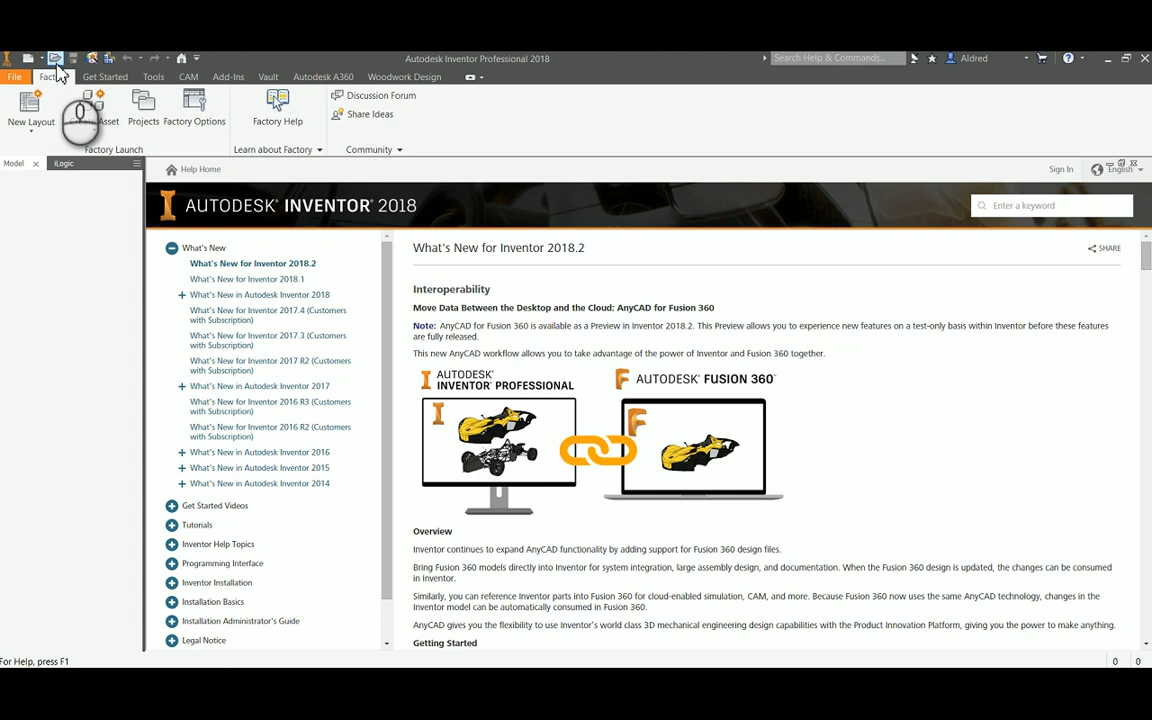 PRO
Autodesk Inventor Professional 2018
Search Help & Commands...
Aldred
File
Get Started
Tools
CAM
Add-Ins
Vault
Autodesk A360
Woodwork Design
New Layout
Projects
Factory Options
Factory Help
Discussion Forum
Share Ideas
Factory Launch
Learn about Factory
Community
Model
iLogic
Help Home
Sign In
English
AUTODESK® INVENTOR® 2018
Enter a keyword
What's New
What's New for Inventor 2018.2
What's New for Inventor 2018.1
What's New in Autodesk Inventor 2018
What's New for Inventor 2017.4 (Customers
with Subscription)
What's New for Inventor 2017.3 (Customers
with Subscription)
What's New for Inventor 2017 R2 (Customers
with Subscription)
What's New in Autodesk Inventor 2017
What's New for Inventor 2016 R3 (Customers
with Subscription)
What's New for Inventor 2016 R2 (Customers
with Subscription)
What's New in Autodesk Inventor 2016
What's New in Autodesk Inventor 2015
What's New in Autodesk Inventor 2014
Get Started Videos
Tutorials
Inventor Help Topics
Programming Interface
Inventor Installation
Installation Basics
Installation Administrator's Guide
Legal Notice
What's New for Inventor 2018.2
SHARE
Interoperability
Move Data Between the Desktop and the Cloud: AnyCAD for Fusion 360
Note: AnyCAD for Fusion 360 is available as a Preview in Inventor 2018.2. This Preview allows you to experience new features on a test-only basis within Inventor before these features
are fully released.
This new AnyCAD workflow allows you to take advantage of the power of Inventor and Fusion 360 together.
AUTODESK®
INVENTOR® PROFESSIONAL
AUTODESK® FUSION 360™
Overview
Inventor continues to expand AnyCAD functionality by adding support for Fusion 360 design files.
Bring Fusion 360 models directly into Inventor for system integration, large assembly design, and documentation. When the Fusion 360 design is updated, the changes can be consumed
in Inventor.
Similarly, you can reference Inventor parts into Fusion 360 for cloud-enabled simulation, CAM, and more. Because Fusion 360 now uses the same AnyCAD technology, changes in the
Inventor model can be automatically consumed in Fusion 360.
AnyCAD gives you the flexibility to use Inventor's world class 3D mechanical engineering design capabilities with the Product Innovation Platform, giving you the power to make anything.
Getting Started
For Help, press F1
0 0